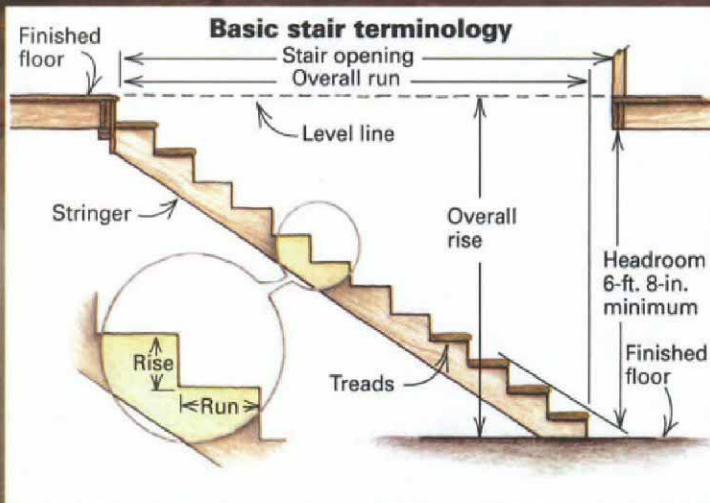 Basic stair terminology
Finished
floor
Stair opening
Overall run
Level line
Stringer
Overall
rise
Headroom
6-ft. 8-in.
minimum
Rise
Run
Treads
Finished
floor